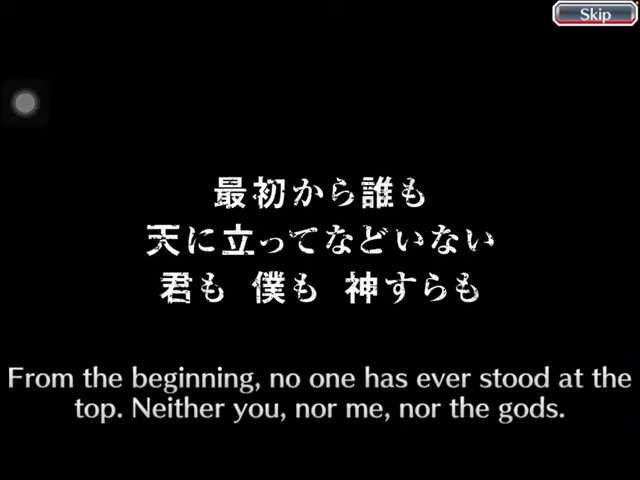 Skip
最初から誰も
天に立ってなどいない
君も 僕も 神すらも
From the beginning, no one has ever stood at the
top. Neither you, nor me, nor the gods.